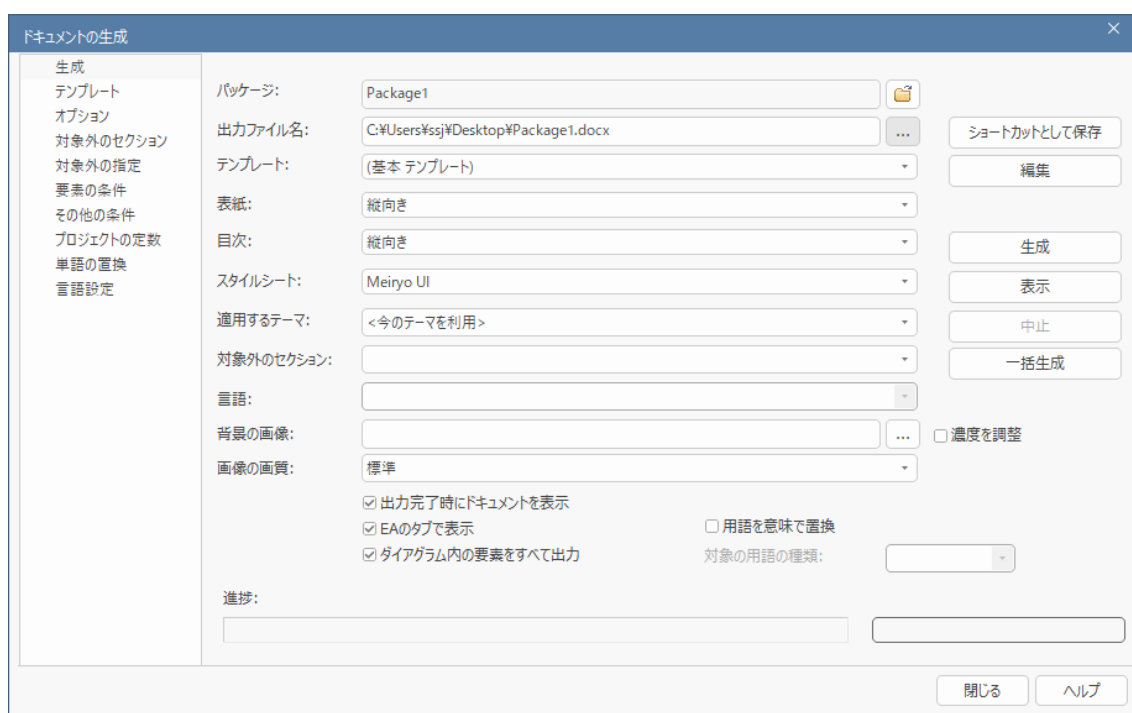 ドキュメントの生成
生成
テンプレート
オプション
対象外のセクション
対象外の指定
要素の条件
その他の条件
プロジェクトの定数
単語の置換
言語設定
パッケージ: Package1
出力ファイル名: C:¥Users¥ssj¥Desktop¥Package1.docx ... ショートカットとして保存
テンプレート: (基本 テンプレート) 編集
表紙: 縦向き
目次: 縦向き 生成
スタイルシート: Meiryo UI 表示
適用するテーマ: <今のテーマを利用> 中止
対象外のセクション: 一括生成
言語:
背景の画像: ... 濃度を調整
画像の画質: 標準
出力完了時にドキュメントを表示
EAのタブで表示 用語を意味で置換
ダイアグラム内の要素をすべて出力 対象の用語の種類:
進捗:
閉じる ヘルプ